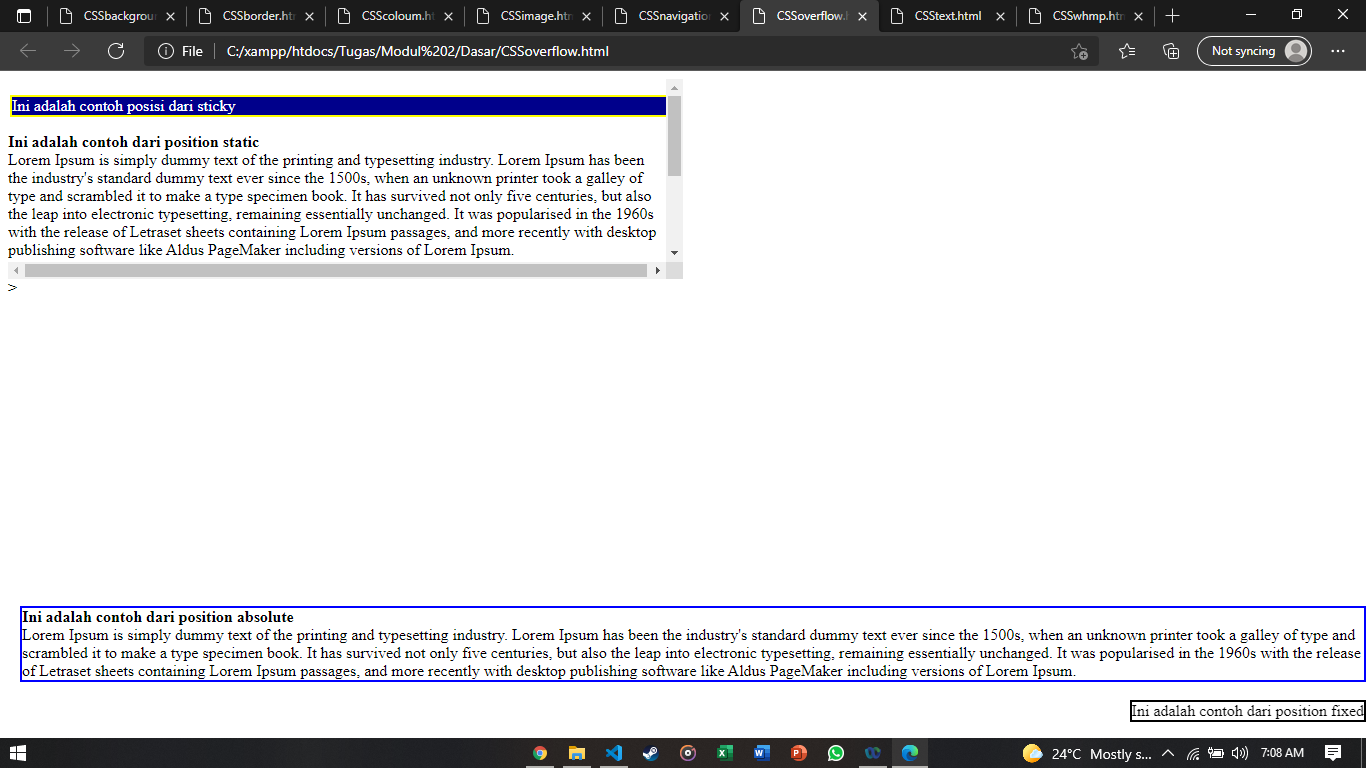 CSSbackgroun
CSSborder.ht
CSScoloum.ht
CSSimage.htm
CSSnavigation
CSSoverflow.h
CSStext.html
CSSwhmp.htm
File
C:/xampp/htdocs/Tugas/Modul%202/Dasar/CSSoverflow.html
Not syncing
Ini adalah contoh posisi dari sticky
Ini adalah contoh dari position static
Lorem Ipsum is simply dummy text of the printing and typesetting industry. Lorem Ipsum has been
the industry's standard dummy text ever since the 1500s, when an unknown printer took a galley of
type and scrambled it to make a type specimen book. It has survived not only five centuries, but also
the leap into electronic typesetting, remaining essentially unchanged. It was popularised in the 1960s
with the release of Letraset sheets containing Lorem Ipsum passages, and more recently with desktop
publishing software like Aldus PageMaker including versions of Lorem Ipsum.
>
Ini adalah contoh dari position absolute
Lorem Ipsum is simply dummy text of the printing and typesetting industry. Lorem Ipsum has been the industry's standard dummy text ever since the 1500s, when an unknown printer took a galley of type and
scrambled it to make a type specimen book. It has survived not only five centuries, but also the leap into electronic typesetting, remaining essentially unchanged. It was popularised in the 1960s with the release
of Letraset sheets containing Lorem Ipsum passages, and more recently with desktop publishing software like Aldus PageMaker including versions of Lorem Ipsum.
Ini adalah contoh dari position fixed
24°C Mostly s...
7:08 AM